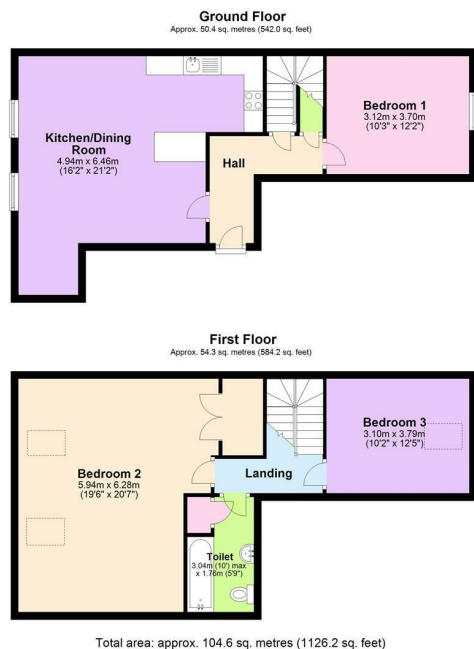 Ground Floor
Approx. 50.4 sq. metres (542.0 sq. feet)
Kitchen/Dining
Room
4.94m x 6.46m
(16'2" x 21'2")
Hall
Bedroom 1
3.12m x 3.70m
(10'3" x 12'2")
First Floor
Approx. 54.3 sq. metres (584.2 sq. feet)
Bedroom 2
5.94m x 6.28m
(19'6" x 20'7")
Landing
Bedroom 3
3.10m x 3.79m
(10'2" x 12'5")
Toilet
3.04m (10') max
x 1.76m (5'9")
Total area: approx. 104.6 sq. metres (1126.2 sq. feet)